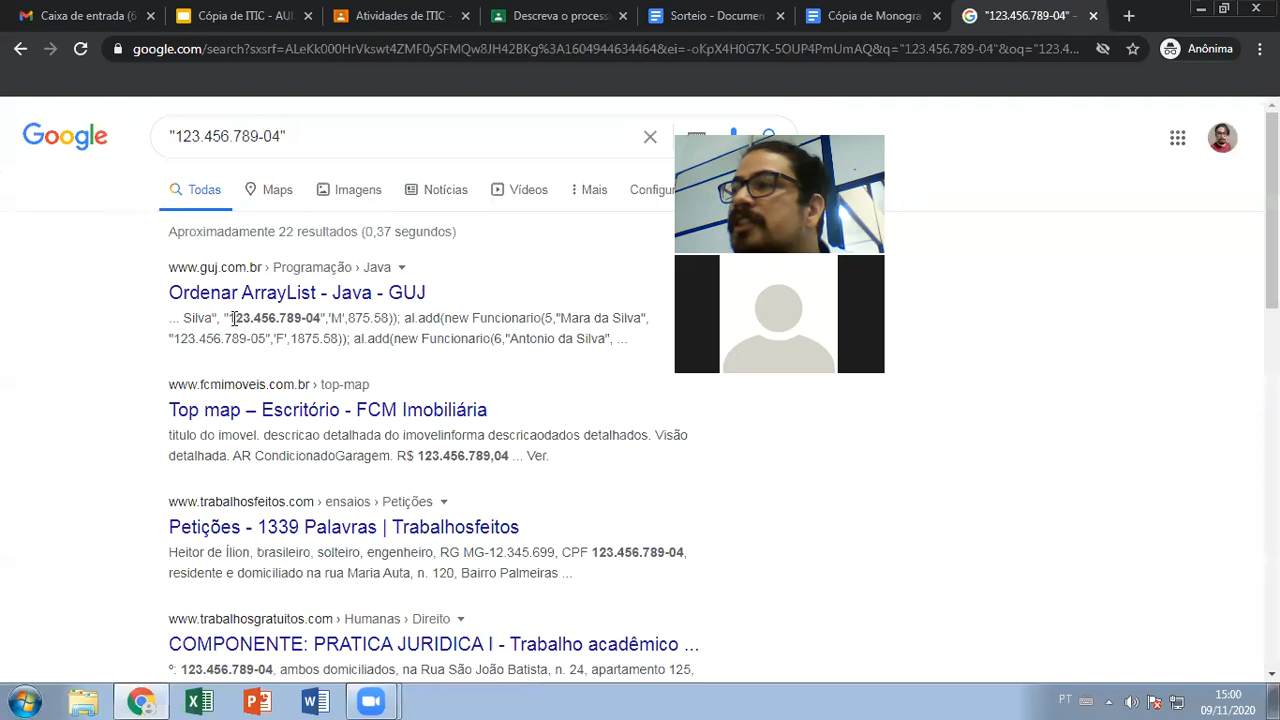 Caixa de entrada (6
Cópia de ITIC - AUL
Atividades de ITIC -
Descreva o process
Sorteio - Documen
Cópia de Monogra
"123.456.789-04" -
google.com/search?sxsrf=ALeKk000HrVkswt4ZMF0ySFMQw8JH42BKg%3A1604944634464&ei=-oKpX4H0G7K-5OUP4PmUmAQ&q="123.456.789-04"&oq="123.4...
Anônima
Google
"123.456.789-04"
Todas
Maps
Imagens
Notícias
Vídeos
Mais
Configur
Aproximadamente 22 resultados (0,37 segundos)
www.guj.com.br › Programação › Java
Ordenar ArrayList - Java - GUJ
... Silva", "123.456.789-04",'M',875.58)); al.add(new Funcionario(5,"Mara da Silva",
"123.456.789-05",'F',1875.58)); al.add(new Funcionario(6,"Antonio da Silva", ...
www.fcmimoveis.com.br › top-map
Top map – Escritório - FCM Imobiliária
titulo do imovel. descricao detalhada do imovelinforma descricaodados detalhados. Visão
detalhada. AR CondicionadoGaragem. R$ 123.456.789,04 ... Ver.
www.trabalhosfeitos.com › ensaios › Petições
Petições - 1339 Palavras | Trabalhosfeitos
Heitor de Ílion, brasileiro, solteiro, engenheiro, RG MG-12.345.699, CPF 123.456.789-04,
residente e domiciliado na rua Maria Auta, n. 120, Bairro Palmeiras ...
www.trabalhosgratuitos.com › Humanas › Direito
COMPONENTE: PRATICA JURIDICA I - Trabalho acadêmico ...
º: 123.456.789-04, ambos domiciliados, na Rua São João Batista, n. 24, apartamento 125,
PT
15:00
09/11/2020